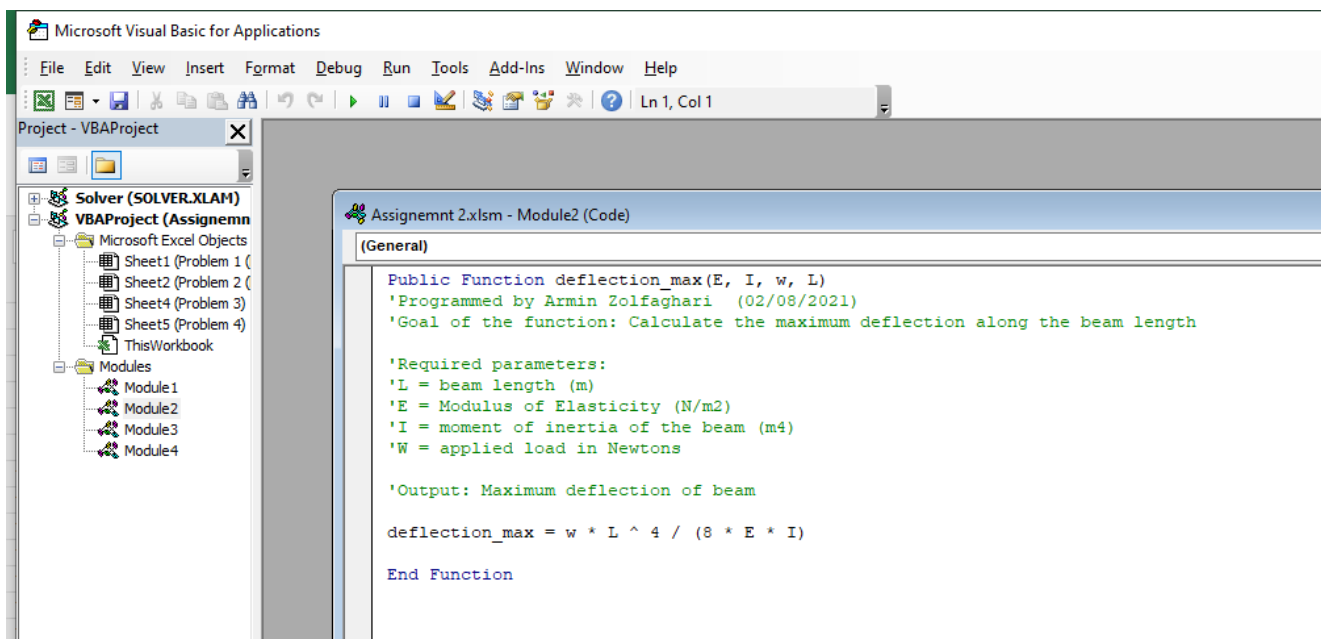 Microsoft Visual Basic for Applications
File Edit View Insert Format Debug Run Tools Add-Ins Window Help
Ln 1, Col 1
Project - VBAProject
Solver (SOLVER.XLAM)
VBAProject (Assignemn
Microsoft Excel Objects
Sheet1 (Problem 1 (
Sheet2 (Problem 2 (
Sheet4 (Problem 3)
Sheet5 (Problem 4)
ThisWorkbook
Modules
Module1
Module2
Module3
Module4
Assignemnt 2.xlsm - Module2 (Code)
(General)
Public Function deflection_max(E, I, w, L)
'Programmed by Armin Zolfaghari  (02/08/2021)
'Goal of the function: Calculate the maximum deflection along the beam length
'Required parameters:
'L = beam length (m)
'E = Modulus of Elasticity (N/m2)
'I = moment of inertia of the beam (m4)
'W = applied load in Newtons
'Output: Maximum deflection of beam
deflection_max = w * L ^ 4 / (8 * E * I)
End Function